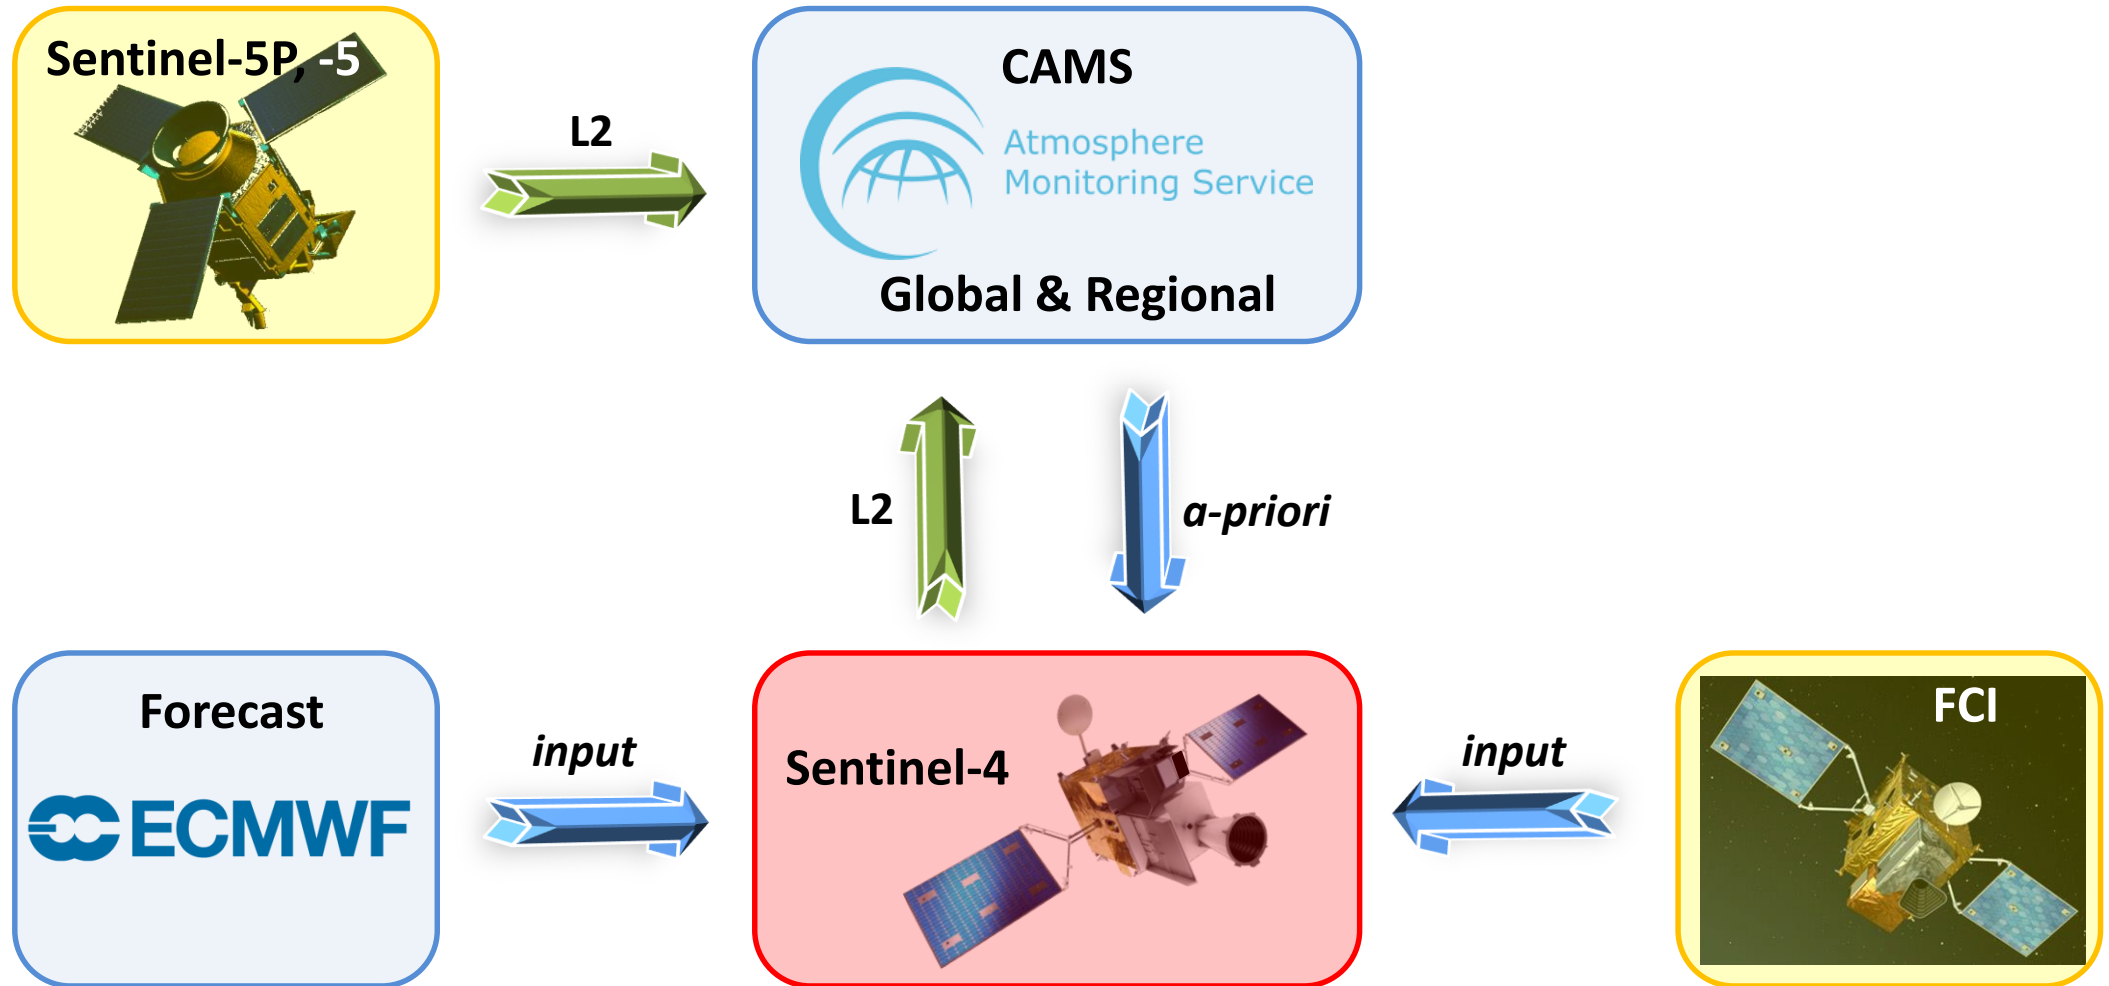 Sentinel-5P, -5
L2
CAMS
Atmosphere
Monitoring Service
Global & Regional
L2
a-priori
Forecast
ECMWF
input
Sentinel-4
input
FCI